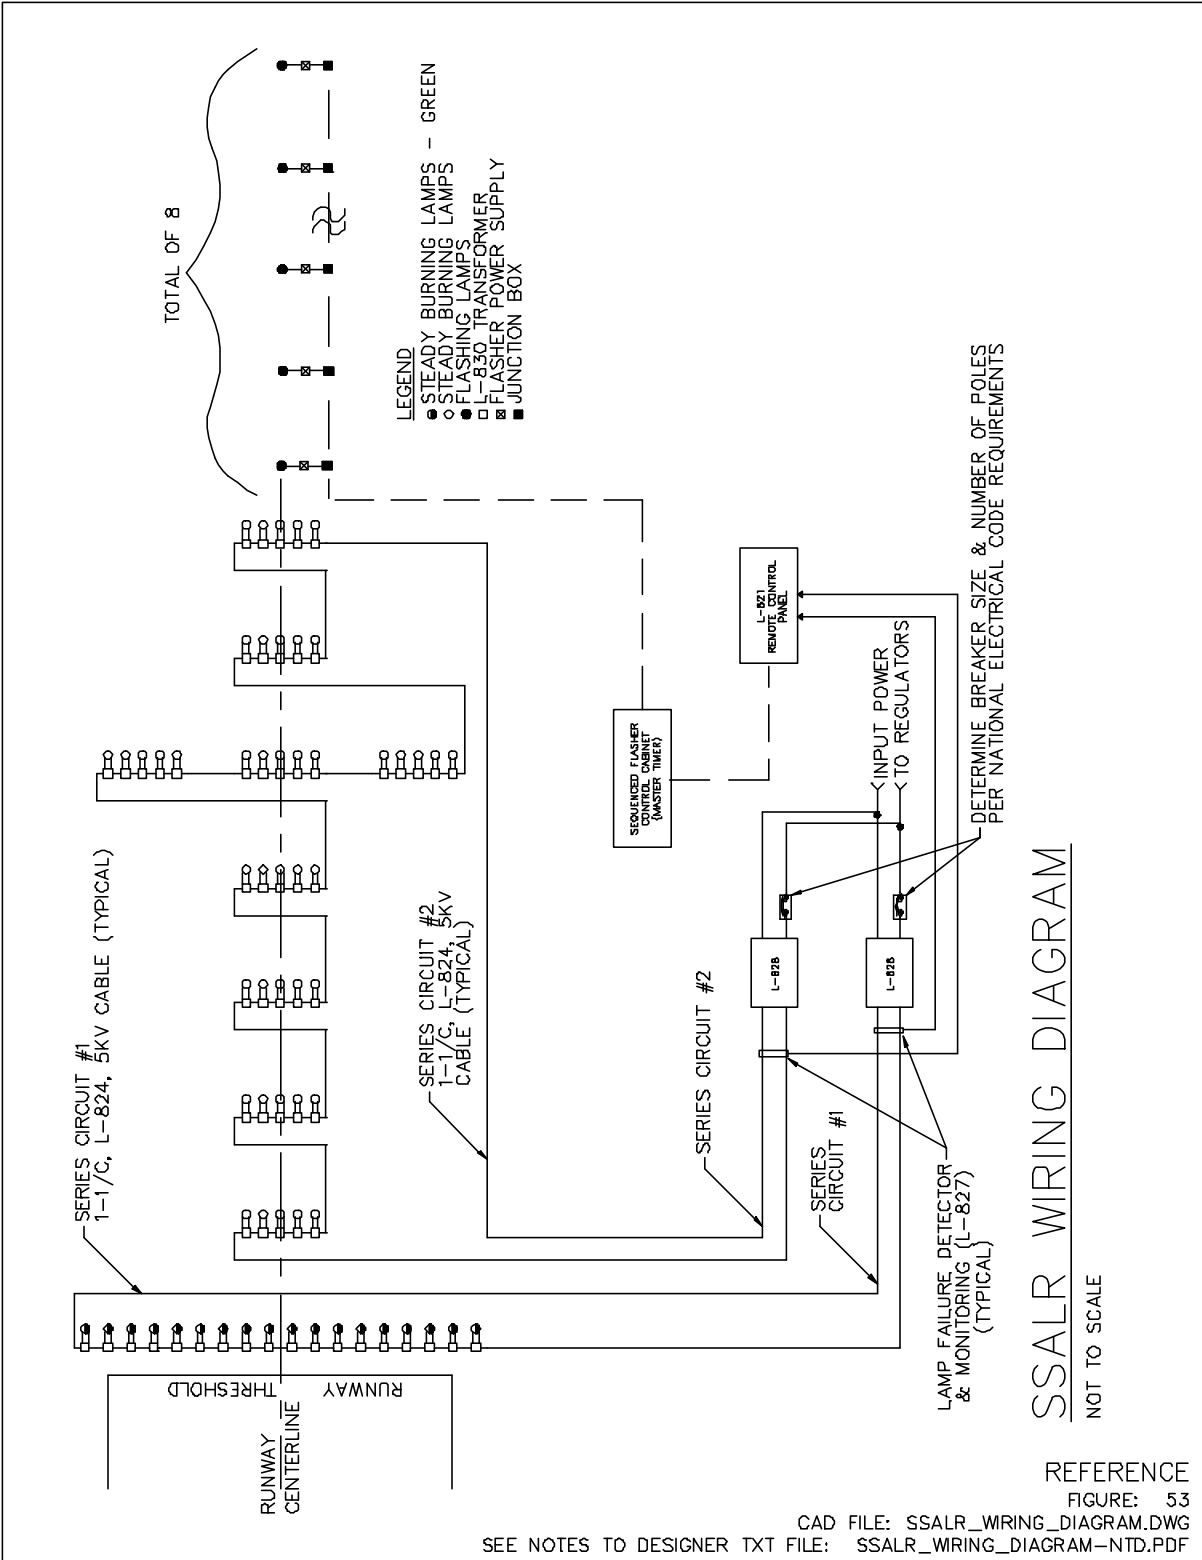 TOTAL OF 8
LEGEND
STEADY BURNING LAMPS - GREEN
STEADY BURNING LAMPS
FLASHING LAMPS
L-830 TRANSFORMER
FLASHER POWER SUPPLY
JUNCTION BOX
SERIES CIRCUIT #1
1-1/C, L-824, 5KV CABLE (TYPICAL)
SERIES CIRCUIT #2
1-1/C, L-824, 5KV
CABLE (TYPICAL)
SEQUENCED FLASHER
CONTROL CABINET
(MASTER TIMER)
L-821
REMOTE CONTROL
PANEL
INPUT POWER
TO REGULATORS
DETERMINE BREAKER SIZE & NUMBER OF POLES
PER NATIONAL ELECTRICAL CODE REQUIREMENTS
L-828
L-828
SERIES CIRCUIT #2
SERIES
CIRCUIT #1
LAMP FAILURE DETECTOR
& MONITORING (L-827)
(TYPICAL)
RUNWAY
THRESHOLD
RUNWAY
CENTERLINE
SSALR WIRING DIAGRAM
NOT TO SCALE
REFERENCE
FIGURE: 53
CAD FILE: SSALR_WIRING_DIAGRAM.DWG
SEE NOTES TO DESIGNER TXT FILE: SSALR_WIRING_DIAGRAM-NTD.PDF